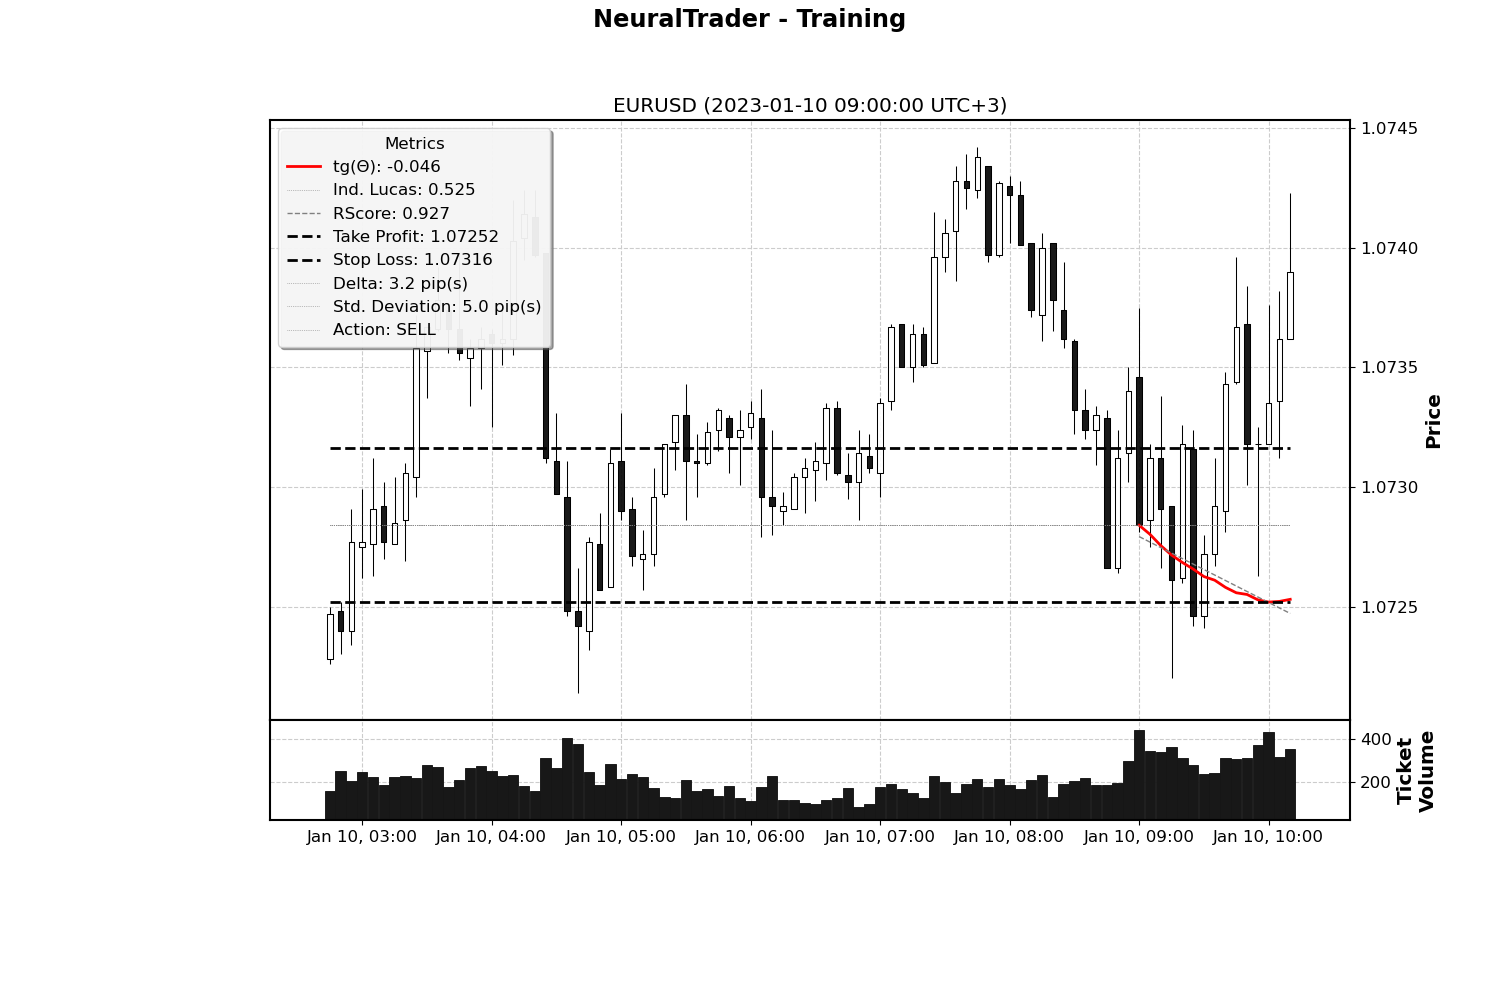 NeuralTrader - Training
EURUSD (2023-01-10 09:00:00 UTC+3)
Metrics
tg(Θ): -0.046
Ind. Lucas: 0.525
RScore: 0.927
Take Profit: 1.07252
Stop Loss: 1.07316
Delta: 3.2 pip(s)
Std. Deviation: 5.0 pip(s)
Action: SELL
1.0745
1.0740
1.0735
1.0730
1.0725
Price
400
200
Ticket
Volume
Jan 10, 03:00
Jan 10, 04:00
Jan 10, 05:00
Jan 10, 06:00
Jan 10, 07:00
Jan 10, 08:00
Jan 10, 09:00
Jan 10, 10:00